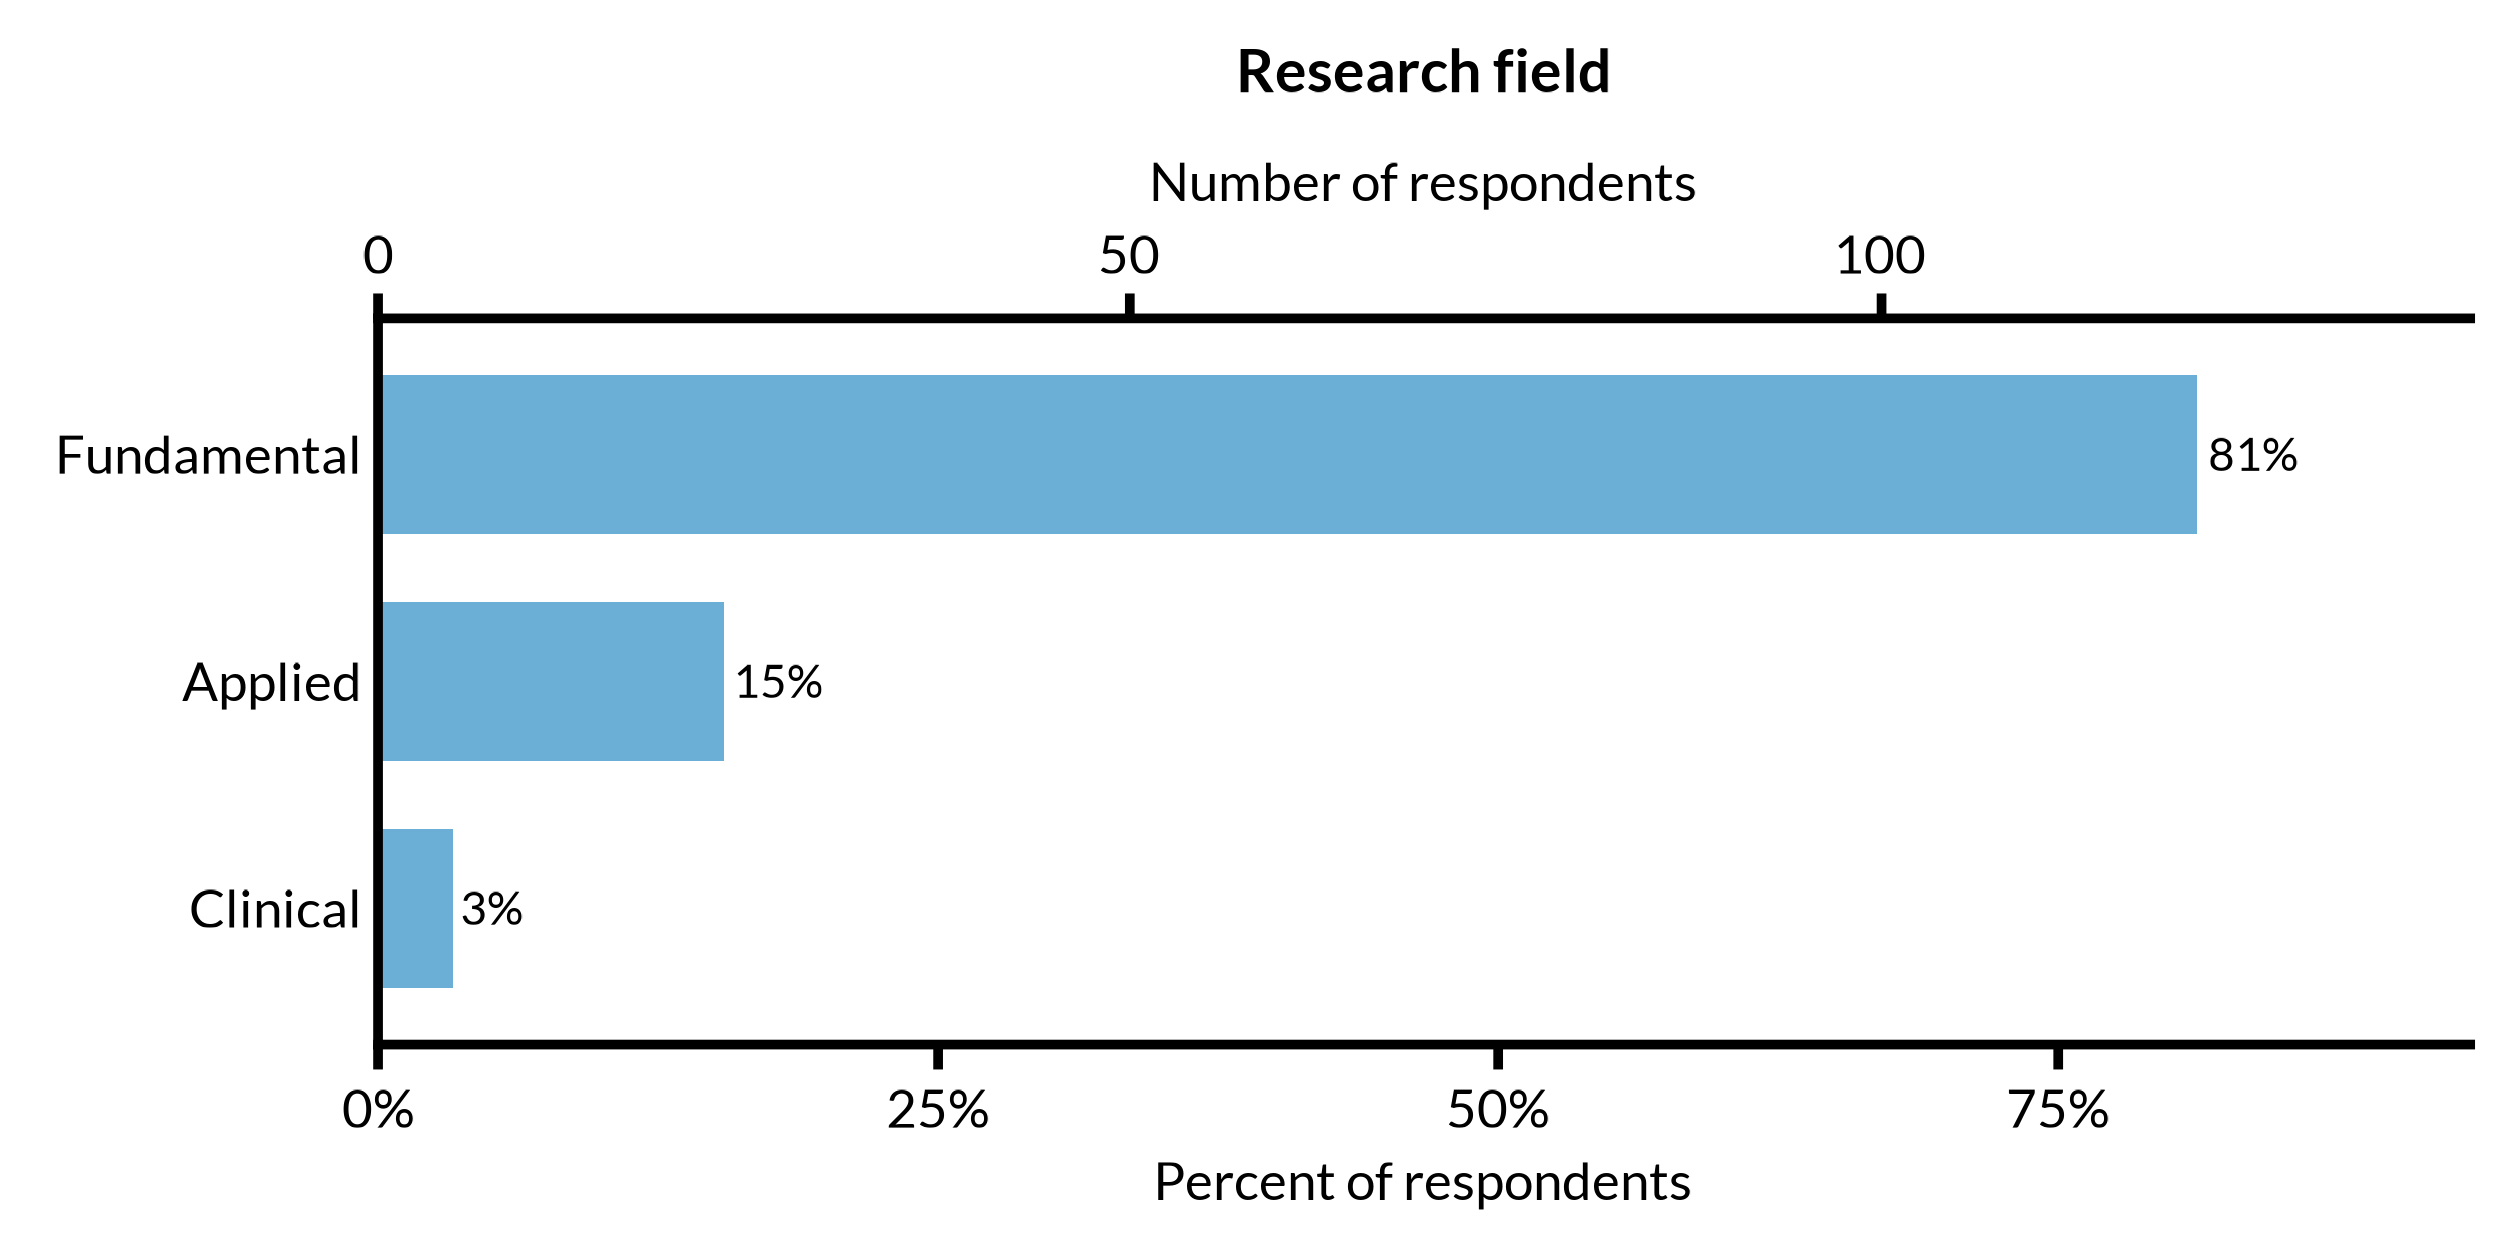 Research field
Number of respondents
0 50 100
Fundamental 81%
Applied 15%
Clinical 3%
0% 25% 50% 75%
Percent of respondents